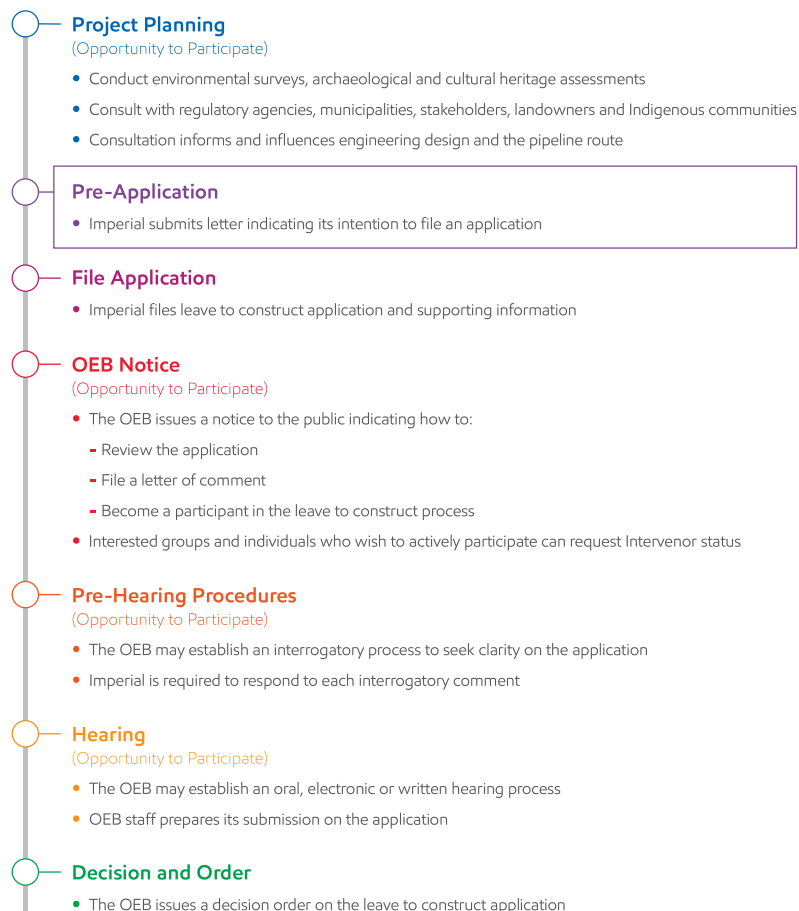 Project Planning
(Opportunity to Participate)
• Conduct environmental surveys, archaeological and cultural heritage assessments
• Consult with regulatory agencies, municipalities, stakeholders, landowners and Indigenous communities
• Consultation informs and influences engineering design and the pipeline route
Pre-Application
• Imperial submits letter indicating its intention to file an application
File Application
• Imperial files leave to construct application and supporting information
OEB Notice
(Opportunity to Participate)
• The OEB issues a notice to the public indicating how to:
- Review the application
- File a letter of comment
- Become a participant in the leave to construct process
• Interested groups and individuals who wish to actively participate can request Intervenor status
Pre-Hearing Procedures
(Opportunity to Participate)
• The OEB may establish an interrogatory process to seek clarity on the application
• Imperial is required to respond to each interrogatory comment
Hearing
(Opportunity to Participate)
• The OEB may establish an oral, electronic or written hearing process
• OEB staff prepares its submission on the application
Decision and Order
• The OEB issues a decision order on the leave to construct application